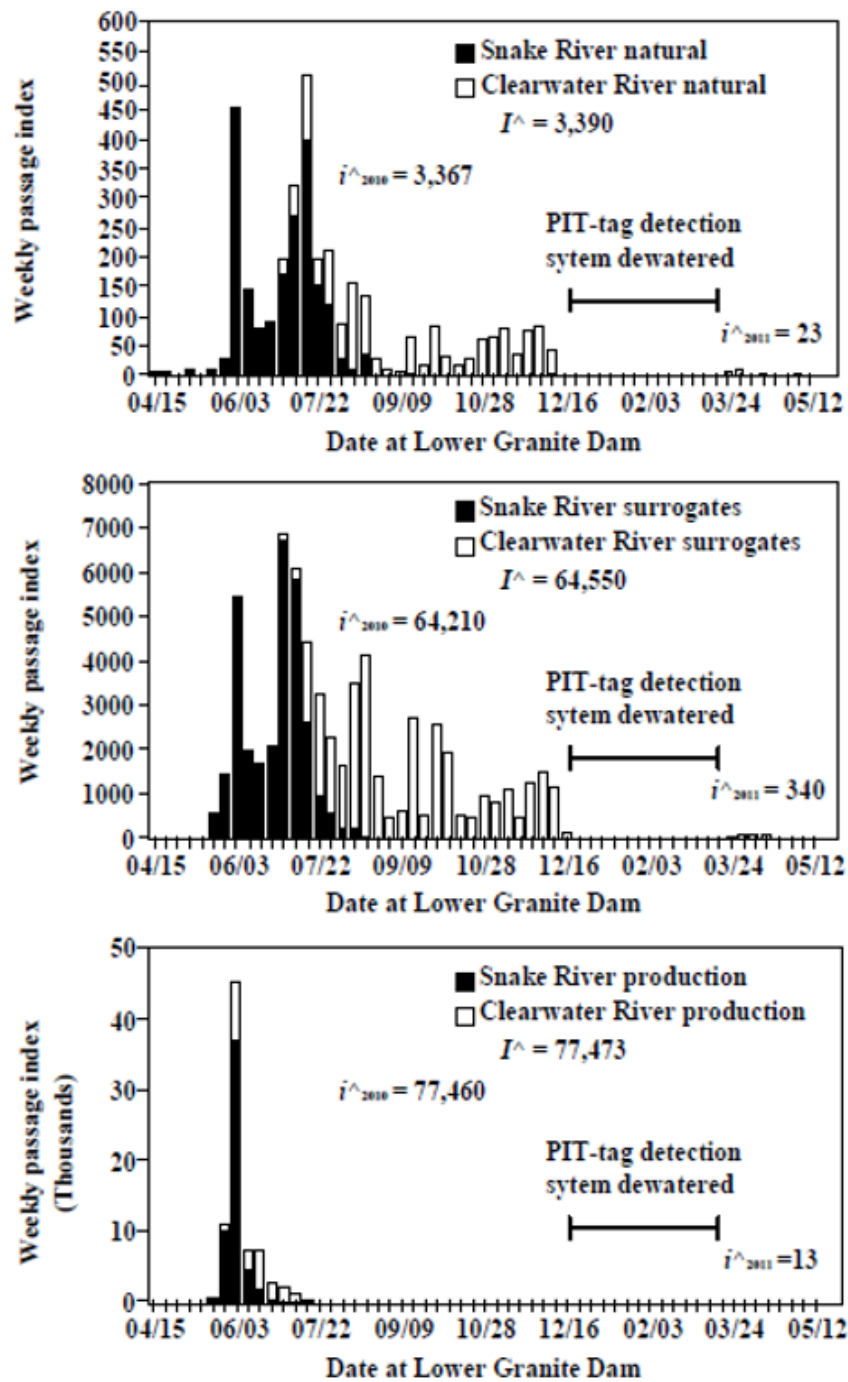 600
550
500
450
400
350
300
250
200
150
100
50
0
Weekly passage index
Snake River natural
Clearwater River natural
I^ = 3,390
i^2010 = 3,367
PIT-tag detection
sytem dewatered
i^2011 = 23
04/15 06/03 07/22 09/09 10/28 12/16 02/03 03/24 05/12
Date at Lower Granite Dam
8000
7000
6000
5000
4000
3000
2000
1000
0
Weekly passage index
Snake River surrogates
Clearwater River surrogates
I^ = 64,550
i^2010 = 64,210
PIT-tag detection
sytem dewatered
i^2011 = 340
04/15 06/03 07/22 09/09 10/28 12/16 02/03 03/24 05/12
Date at Lower Granite Dam
50
40
30
20
10
0
Weekly passage index
(Thousands)
Snake River production
Clearwater River production
I^ = 77,473
i^2010 = 77,460
PIT-tag detection
sytem dewatered
i^2011 =13
04/15 06/03 07/22 09/09 10/28 12/16 02/03 03/24 05/12
Date at Lower Granite Dam